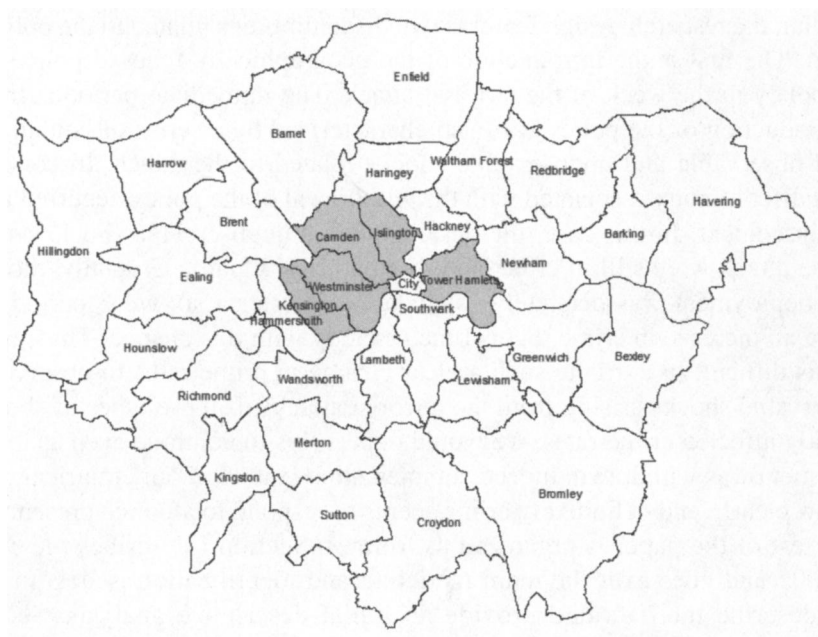 Enfield
Barnet
Harrow
Haringey
Waltham Forest
Redbridge
Havering
Brent
Camden
Islington
Hackney
Barking
Hillingdon
Ealing
Westminster
City
Tower Hamlets
Newham
Kensington
Hammersmith
Southwark
Hounslow
Lambeth
Greenwich
Bexley
Richmond
Wandsworth
Lewisham
Merton
Kingston
Sutton
Croydon
Bromley